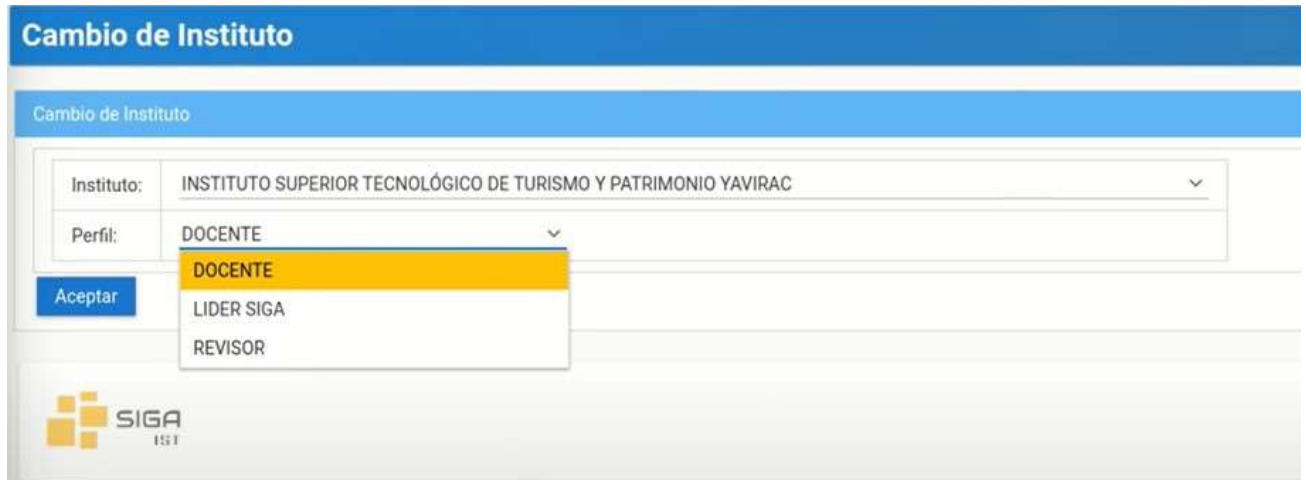 Cambio de Instituto
Cambio de Instituto
Instituto: INSTITUTO SUPERIOR TECNOLÓGICO DE TURISMO Y PATRIMONIO YAVIRAC
Perfil: DOCENTE
DOCENTE
LIDER SIGA
REVISOR
Aceptar
SIGA
IST